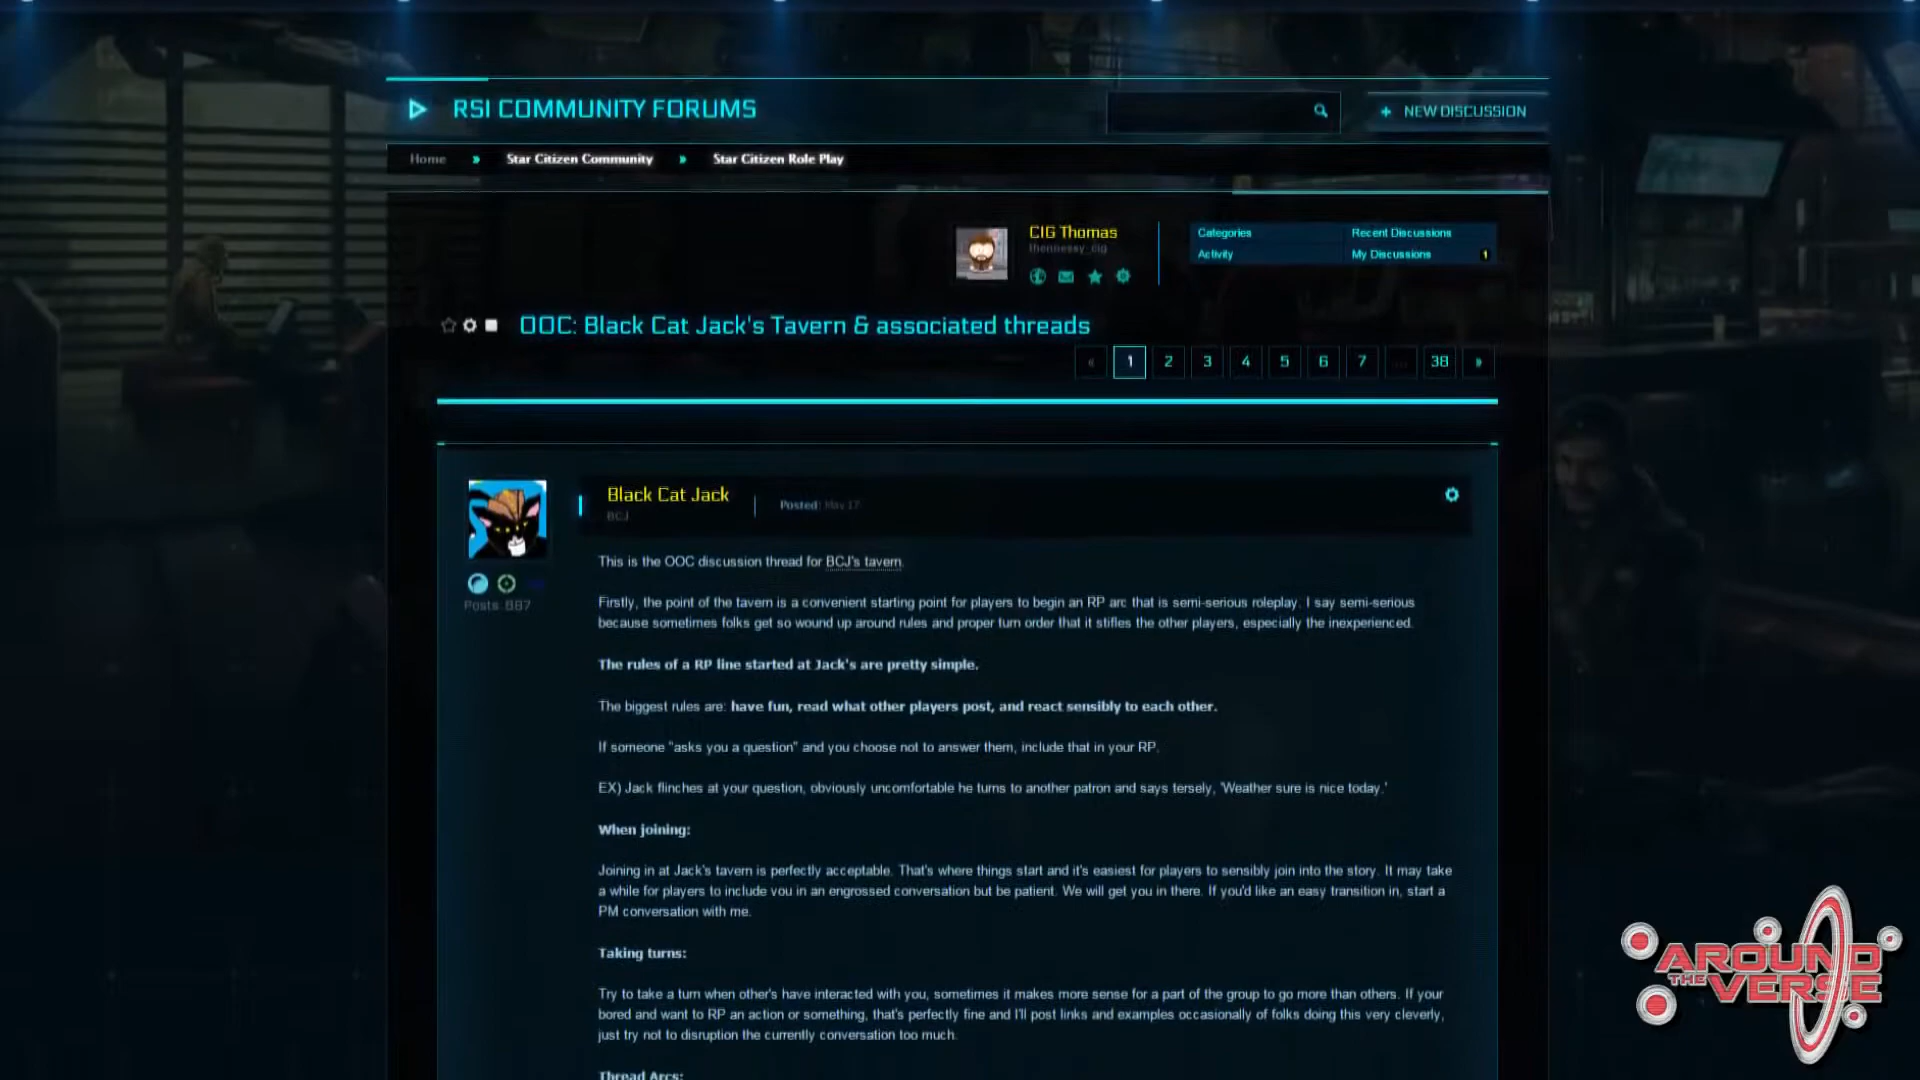 RSI COMMUNITY FORUMS
+ NEW DISCUSSION
Home » Star Citizen Community » Star Citizen Role Play
CIG Thomas
thennessy_cig
Categories Recent Discussions
Activity My Discussions 1
OOC: Black Cat Jack's Tavern & associated threads
« 1 2 3 4 5 6 7 ... 38 »
Black Cat Jack
BCJ
Posted: May 17
Posts: 887
This is the OOC discussion thread for BCJ's tavern.
Firstly, the point of the tavern is a convenient starting point for players to begin an RP arc that is semi-serious roleplay. I say semi-serious
because sometimes folks get so wound up around rules and proper turn order that it stifles the other players, especially the inexperienced.
The rules of a RP line started at Jack's are pretty simple.
The biggest rules are: have fun, read what other players post, and react sensibly to each other.
If someone "asks you a question" and you choose not to answer them, include that in your RP.
EX) Jack flinches at your question, obviously uncomfortable he turns to another patron and says tersely, 'Weather sure is nice today.'
When joining:
Joining in at Jack's tavern is perfectly acceptable. That's where things start and it's easiest for players to sensibly join into the story. It may take
a while for players to include you in an engrossed conversation but be patient. We will get you in there. If you'd like an easy transition in, start a
PM conversation with me.
Taking turns:
Try to take a turn when other's have interacted with you, sometimes it makes more sense for a part of the group to go more than others. If your
bored and want to RP an action or something, that's perfectly fine and I'll post links and examples occasionally of folks doing this very cleverly,
just try not to disruption the currently conversation too much.
Thread Arcs:
AROUND
THE VERSE